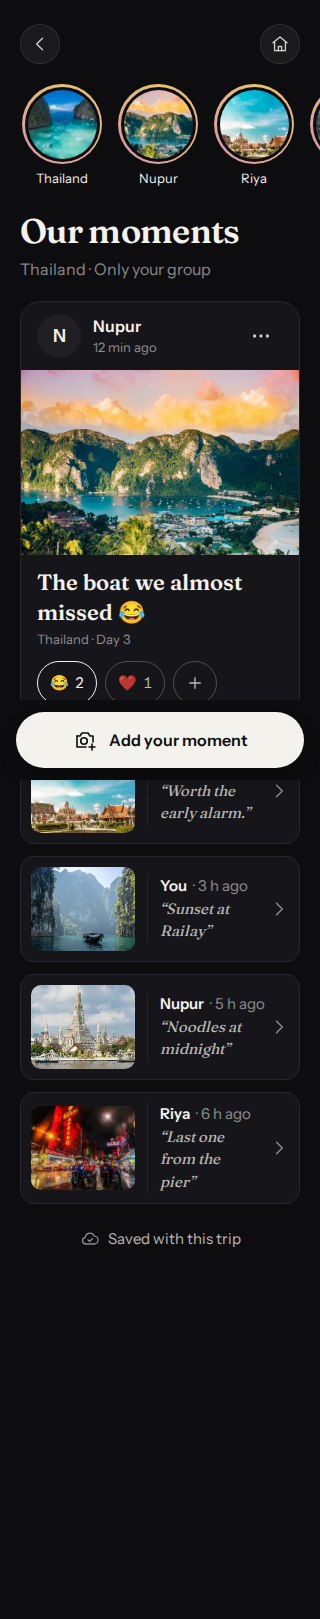 Thailand
Nupur
Riya
Our moments
Thailand · Only your group
N
Nupur
12 min ago
The boat we almost
missed 😂
Thailand · Day 3
😂 2
❤️ 1
Add your moment
“Worth the
early alarm.”
You · 3 h ago
“Sunset at
Railay”
Nupur · 5 h ago
“Noodles at
midnight”
Riya · 6 h ago
“Last one
from the
pier”
Saved with this trip